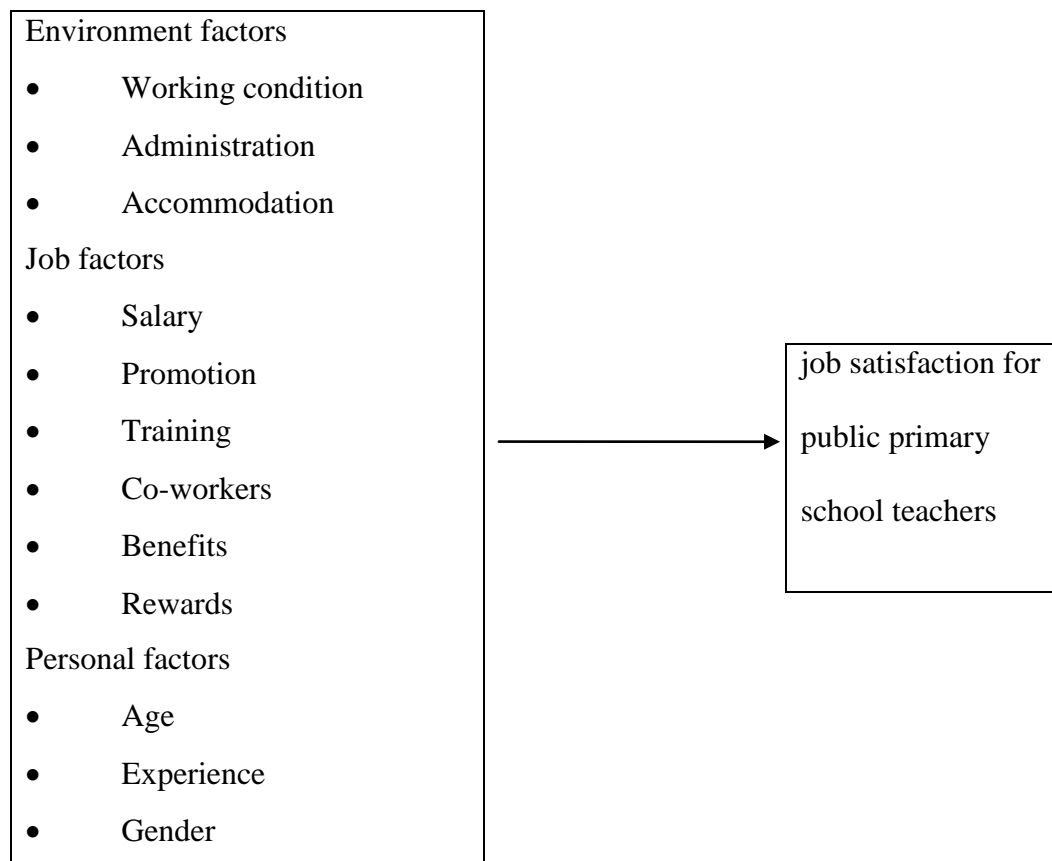 Environment factors
• Working condition
• Administration
• Accommodation
Job factors
• Salary
• Promotion
• Training
• Co-workers
• Benefits
• Rewards
Personal factors
• Age
• Experience
• Gender
job satisfaction for
public primary
school teachers